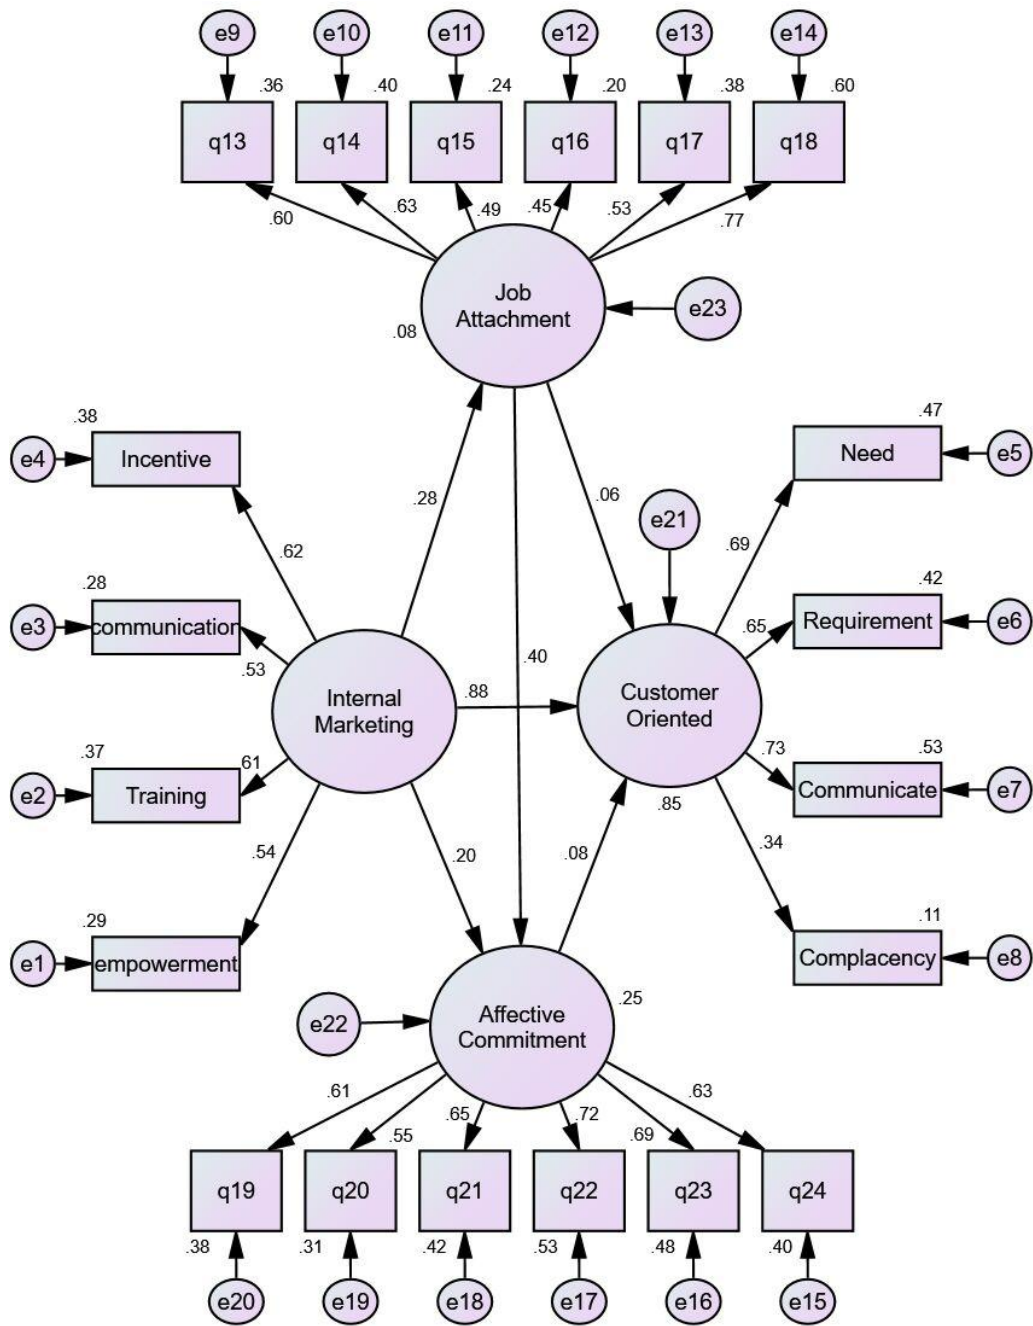 e9 e10 e11 e12 e13 e14
.36 .40 .24 .20 .38 .60
q13 q14 q15 q16 q17 q18
.60 .63 .49 .45 .53 .77
Job
Attachment
e23
.08
.38
e4 Incentive
.28
.06
.62
.47
Need e5
e21
.69
.28
e3 communication
.53
.42
.65 Requirement e6
.40
Internal
Marketing
.88
Customer
Oriented
.37
61
e2 Training
.73 .53
Communicate e7
.85
.54
.20
.08
.34
.29
e1 empowerment
.11
Complacency e8
e22
Affective
Commitment
.25
.61 .55 .65 .72 .69 .63
q19 q20 q21 q22 q23 q24
.38 .31 .42 .53 .48 .40
e20 e19 e18 e17 e16 e15